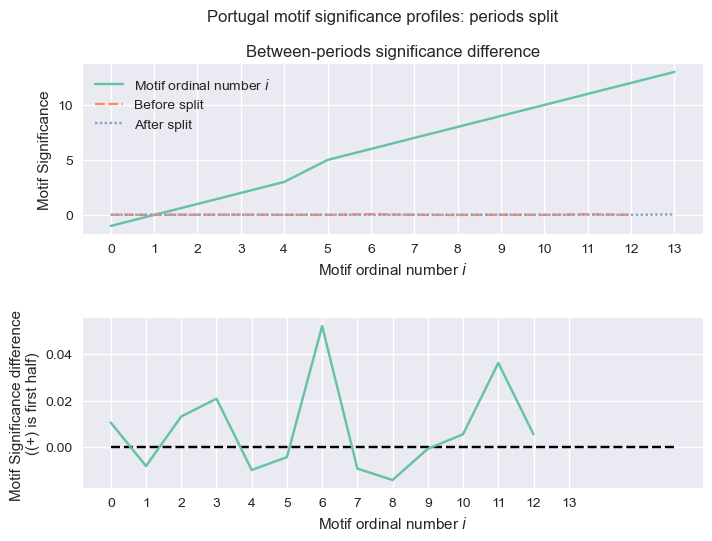 Portugal motif significance profiles: periods split
Between-periods significance difference
Motif Significance
10
5
0
Motif ordinal number i
Before split
After split
0 1 2 3 4 5 6 7 8 9 10 11 12 13
Motif ordinal number i
Motif Significance difference
((+) is first half)
0.04
0.02
0.00
0 1 2 3 4 5 6 7 8 9 10 11 12 13
Motif ordinal number i